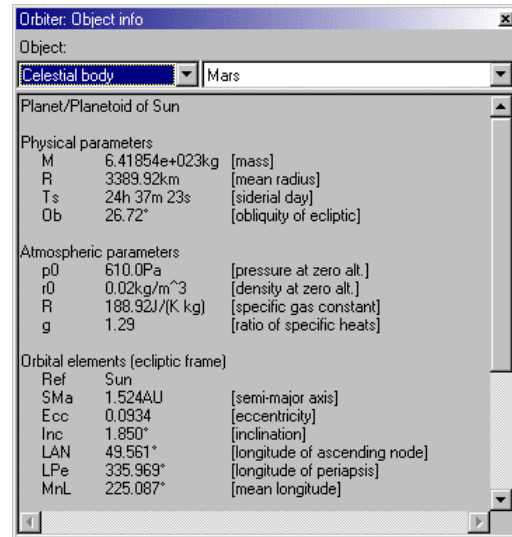 Orbiter: Object info
Object:
Celestial body Mars
Planet/Planetoid of Sun
Physical parameters
M 6.41854e+023kg [mass]
R 3389.92km [mean radius]
Ts 24h 37m 23s [siderial day]
Ob 26.72° [obliquity of ecliptic]
Atmospheric parameters
p0 610.0Pa [pressure at zero alt.]
r0 0.02kg/m^3 [density at zero alt.]
R 188.92J/(K kg) [specific gas constant]
g 1.29 [ratio of specific heats]
Orbital elements (ecliptic frame)
Ref Sun
SMa 1.524AU [semi-major axis]
Ecc 0.0934 [eccentricity]
Inc 1.850° [inclination]
LAN 49.561° [longitude of ascending node]
LPe 335.969° [longitude of periapsis]
MnL 225.087° [mean longitude]